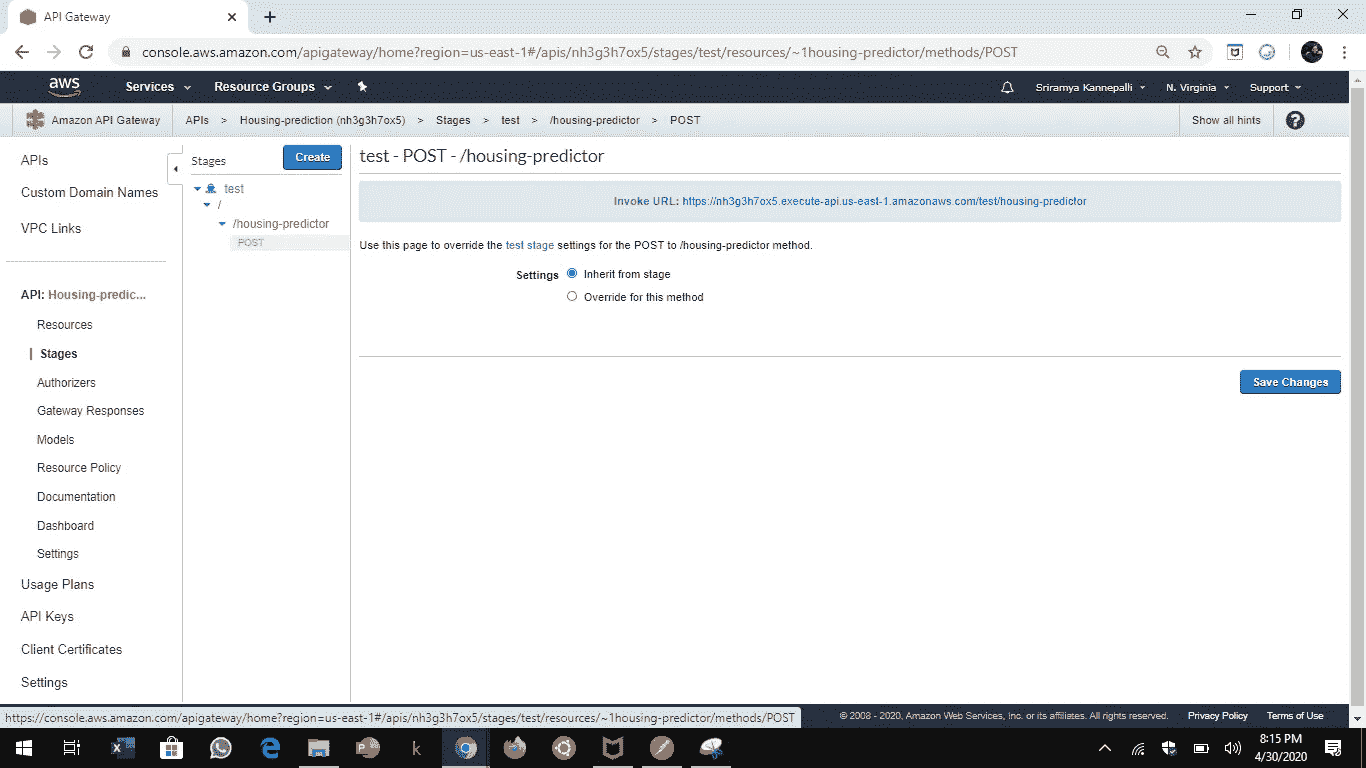 API Gateway
console.aws.amazon.com/apigateway/home?region=us-east-1#/apis/nh3g3h7ox5/stages/test/resources/~1housing-predictor/methods/POST
aws Services Resource Groups Sriramya Kannepalli N. Virginia Support
Amazon API Gateway APIs > Housing-prediction (nh3g3h7ox5) > Stages > test > /housing-predictor > POST Show all hints ?
APIs
Custom Domain Names
VPC Links
API: Housing-predic...
Resources
Stages
Authorizers
Gateway Responses
Models
Resource Policy
Documentation
Dashboard
Settings
Usage Plans
API Keys
Client Certificates
Settings
Stages Create
test
/
/housing-predictor
POST
test - POST - /housing-predictor
Invoke URL: https://nh3g3h7ox5.execute-api.us-east-1.amazonaws.com/test/housing-predictor
Use this page to override the test stage settings for the POST to /housing-predictor method.
Settings Inherit from stage
Override for this method
Save Changes
https://console.aws.amazon.com/apigateway/home?region=us-east-1#/apis/nh3g3h7ox5/stages/test/resources/~1housing-predictor/methods/POST
© 2008 - 2020, Amazon Web Services, Inc. or its affiliates. All rights reserved. Privacy Policy Terms of Use
k
8:15 PM
4/30/2020